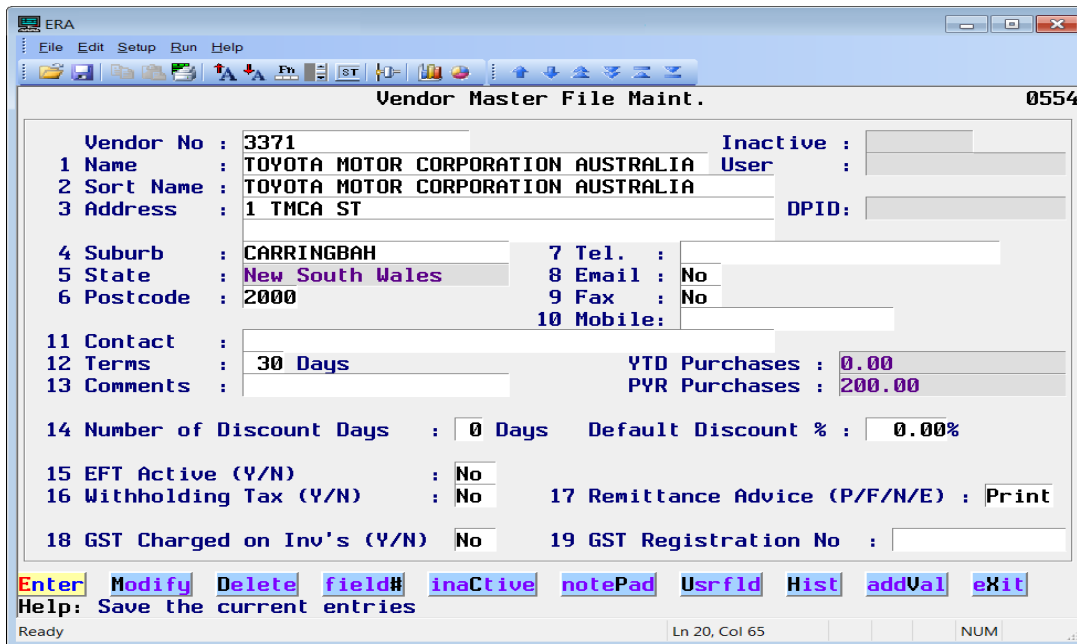 ERA
File Edit Setup Run Help
Fn ST
Vendor Master File Maint. 0554
Vendor No : 3371 Inactive :
1 Name : TOYOTA MOTOR CORPORATION AUSTRALIA User :
2 Sort Name : TOYOTA MOTOR CORPORATION AUSTRALIA
3 Address : 1 TMCA ST DPID:
4 Suburb : CARRINGBAH 7 Tel. :
5 State : New South Wales 8 Email : No
6 Postcode : 2000 9 Fax : No
10 Mobile:
11 Contact :
12 Terms : 30 Days YTD Purchases : 0.00
13 Comments : PYR Purchases : 200.00
14 Number of Discount Days : 0 Days Default Discount % : 0.00%
15 EFT Active (Y/N) : No
16 Withholding Tax (Y/N) : No 17 Remittance Advice (P/F/N/E) : Print
18 GST Charged on Inv's (Y/N) No 19 GST Registration No :
Enter Modify Delete field# inaCtive notePad Usrfld Hist addVal eXit
Help: Save the current entries
Ready Ln 20, Col 65 NUM